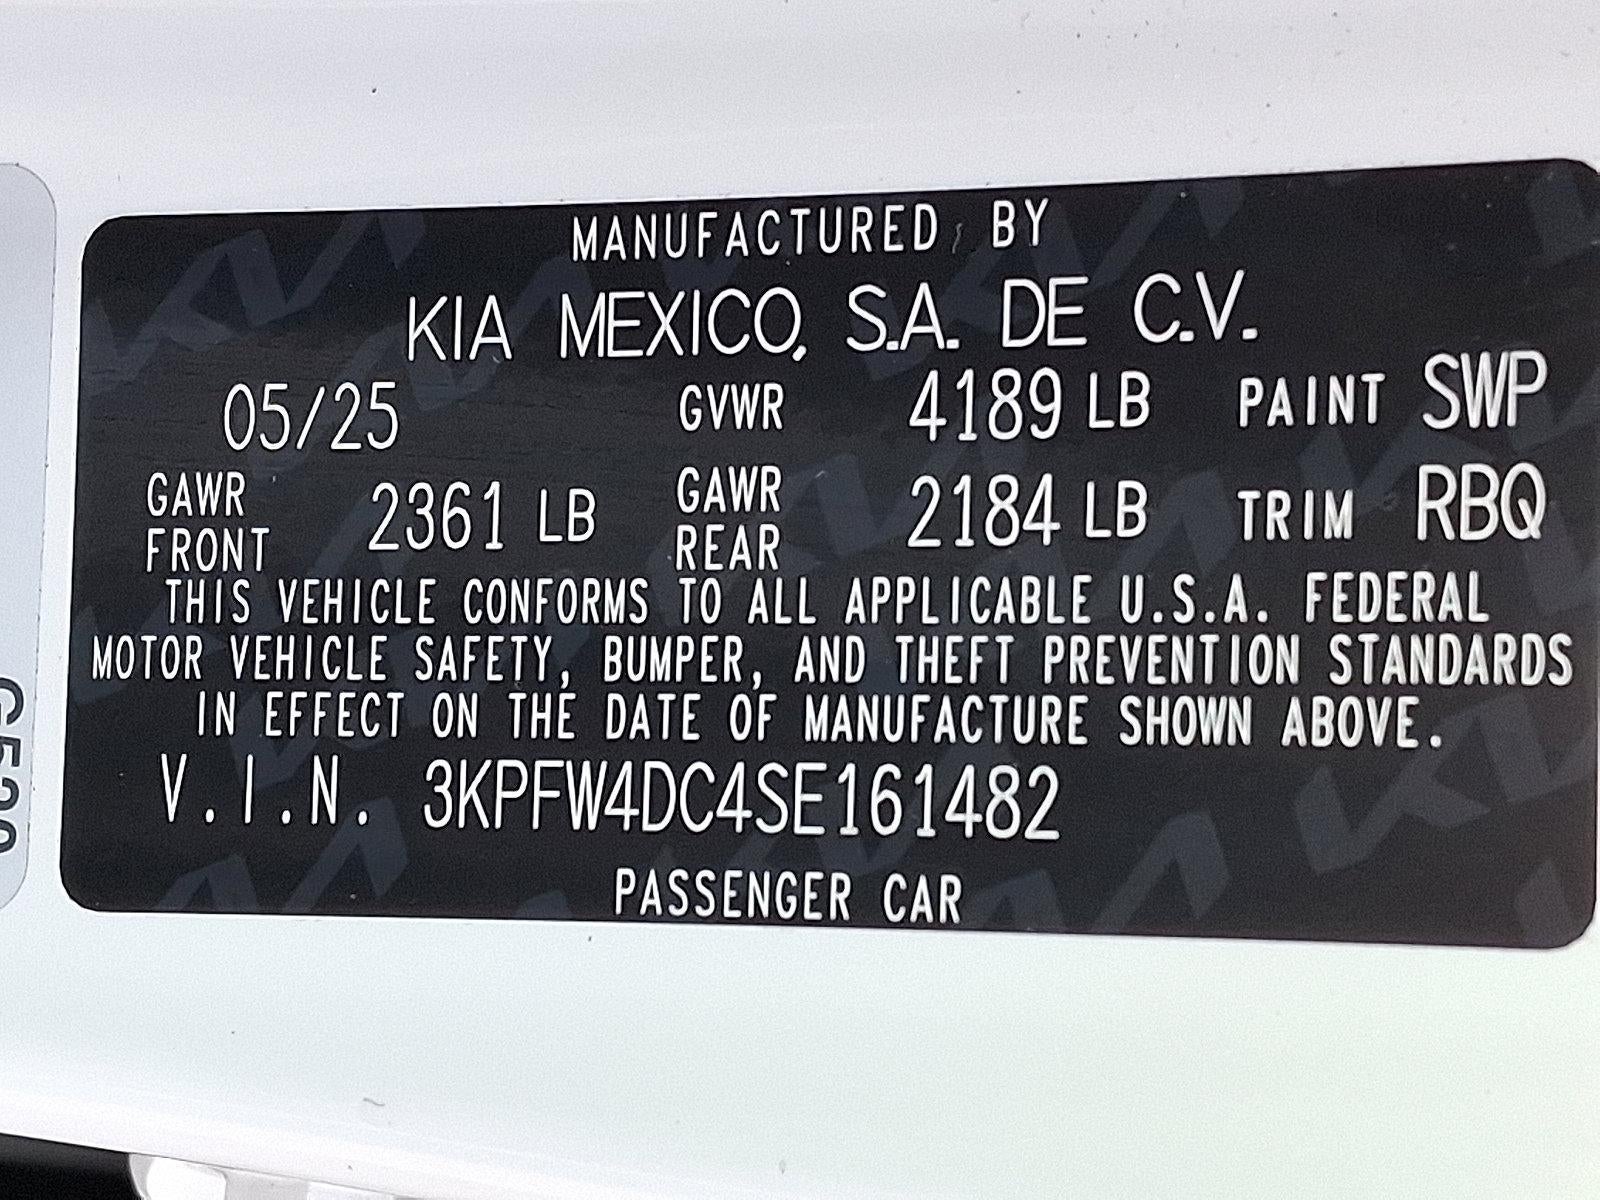 MANUFACTURED BY
KIA MEXICO, S.A. DE C.V.
05/25 GVWR 4189 LB PAINT SWP
GAWR FRONT 2361 LB GAWR REAR 2184 LB TRIM RBQ
THIS VEHICLE CONFORMS TO ALL APPLICABLE U.S.A. FEDERAL
MOTOR VEHICLE SAFETY, BUMPER, AND THEFT PREVENTION STANDARDS
IN EFFECT ON THE DATE OF MANUFACTURE SHOWN ABOVE.
V.I.N. 3KPFW4DC4SE161482
PASSENGER CAR